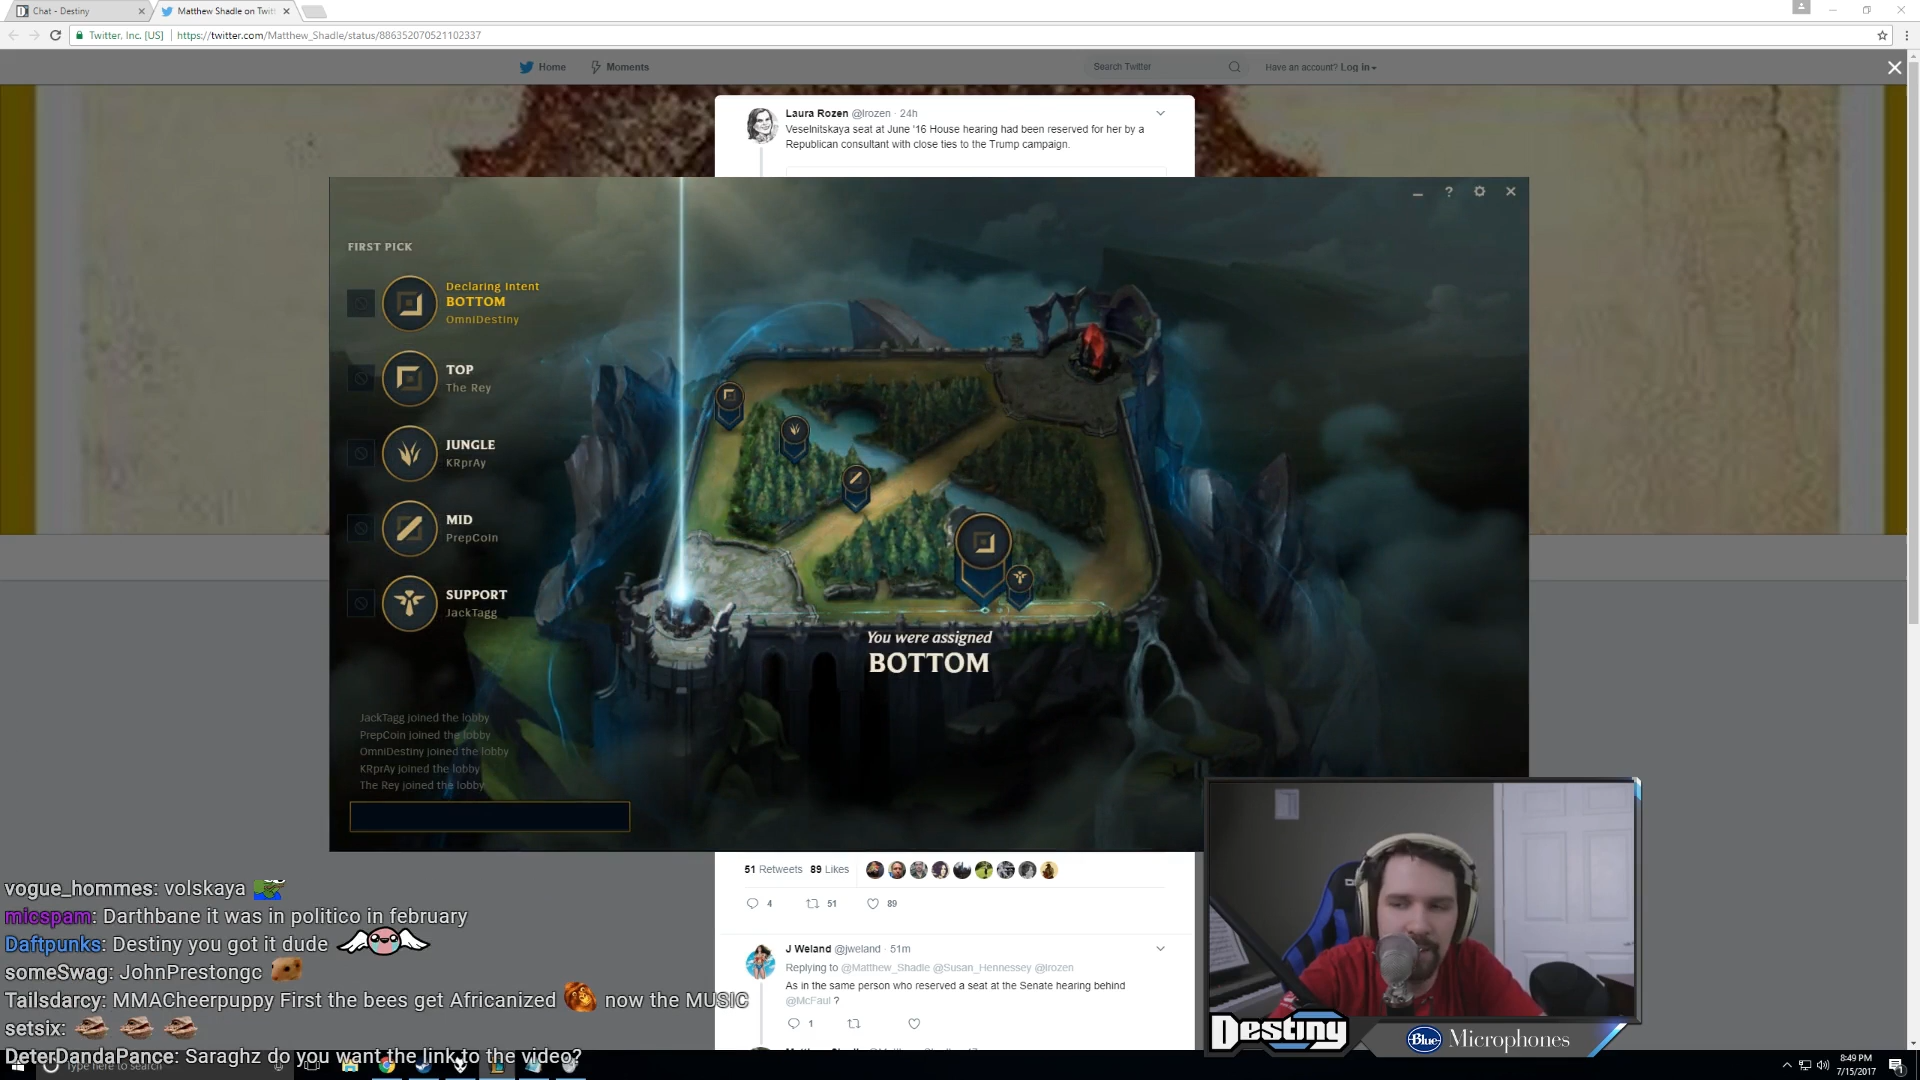 Chat - Destiny
Matthew Shadle on Twit
Twitter, Inc. [US]
https://twitter.com/Matthew_Shadle/status/886352070521102337
Home
Moments
Search Twitter
Have an account? Log in
Laura Rozen @lrozen · 24h
Veselnitskaya seat at June '16 House hearing had been reserved for her by a
Republican consultant with close ties to the Trump campaign.
FIRST PICK
Declaring Intent
BOTTOM
OmniDestiny
TOP
The Rey
JUNGLE
KRprAy
MID
PrepCoin
SUPPORT
JackTagg
You were assigned
BOTTOM
JackTagg joined the lobby
PrepCoin joined the lobby
OmniDestiny joined the lobby
KRprAy joined the lobby
The Rey joined the lobby
51 Retweets 89 Likes
4 51 89
J Weland @jweland · 51m
Replying to @Matthew_Shadle @Susan_Hennessey @lrozen
As in the same person who reserved a seat at the Senate hearing behind
@McFaul ?
1
vogue_hommes: volskaya
micspam: Darthbane it was in politico in february
Daftpunks: Destiny you got it dude
someSwag: JohnPrestongc
Tailsdarcy: MMACheerpuppy First the bees get Africanized now the MUSIC
setsix:
DeterDandaPance: Saraghz do you want the link to the video?
Destiny
Blue Microphones
Type here to search
8:49 PM
7/15/2017